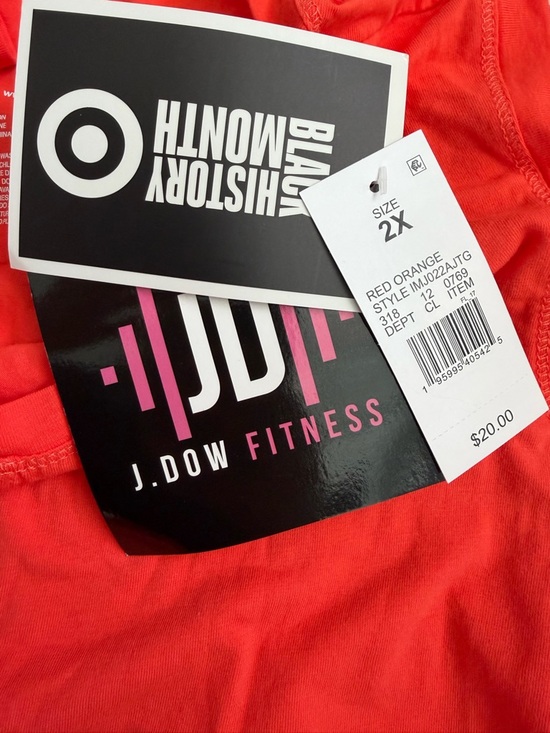 BLACK
HISTORY
MONTH
JD
J.DOW FITNESS
SIZE
2X
RED ORANGE
STYLE IMJ022AJTG
318 12 0769
DEPT CL ITEM
FL_17
1 95995 40542 5
$20.00